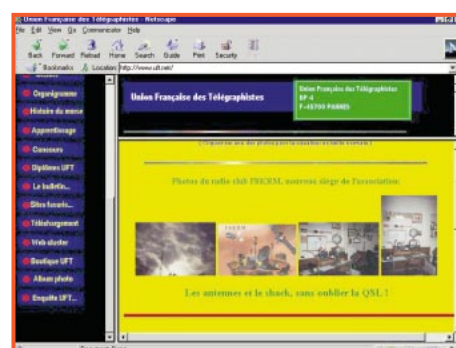 Union Française des Télégraphistes - Netscape
File Edit View Go Communicator Help
Back Forward Reload Home Search Guide Print Security
Bookmarks Location: http://www.uft.net/
Organigramme
Histoire du morse
Apprentissage
Concours
Diplômes UFT
Le bulletin...
Sites favoris...
Téléchargement
Web cluster
Boutique UFT
Album photo
Enquête UFT...
Union Française des Télégraphistes
Union Française des Télégraphistes
BP 4
F-45700 PANNES
Photos du radio club F8CEM, nouveau siège de l'association.
Les antennes et le shack, sans oublier la QSL !